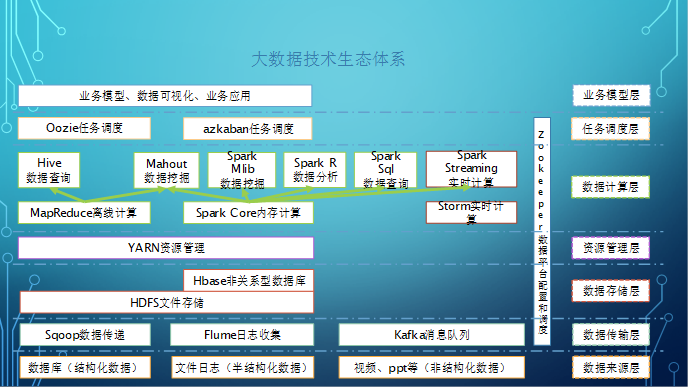 大数据技术生态体系
业务模型、数据可视化、业务应用
业务模型层
Oozie任务调度
azkaban任务调度
任务调度层
Hive
数据查询
Mahout
数据挖掘
Spark
Mlib
数据挖掘
Spark R
数据分析
Spark
Sql
数据查询
Spark
Streaming
实时计算
数据计算层
MapReduce离线计算
Spark Core内存计算
Storm实时计
算
Zookeeper数据平台配置和调度
YARN资源管理
资源管理层
Hbase非关系型数据库
HDFS文件存储
数据存储层
Sqoop数据传递
Flume日志收集
Kafka消息队列
数据传输层
数据库（结构化数据）
文件日志（半结构化数据）
视频、ppt等（非结构化数据）
数据来源层